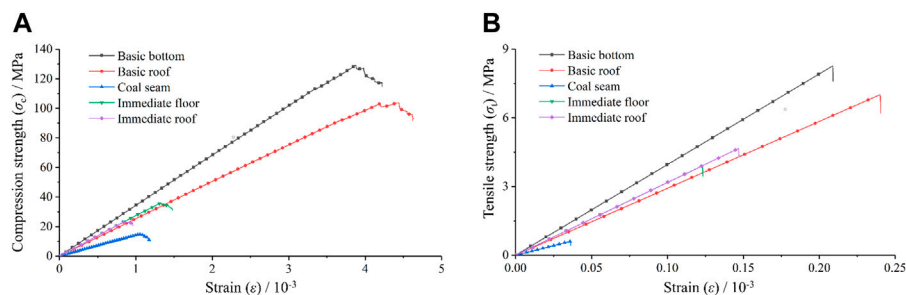 A
Compression strength (σc) / MPa
140
120
100
80
60
40
20
0
Basic bottom
Basic roof
Coal seam
Immediate floor
Immediate roof
0 1 2 3 4 5
Strain (ε) / 10-3
B
Tensile strength (σt) / MPa
9
6
3
0
Basic bottom
Basic roof
Coal seam
Immediate floor
Immediate roof
0.00 0.05 0.10 0.15 0.20 0.25
Strain (ε) / 10-3